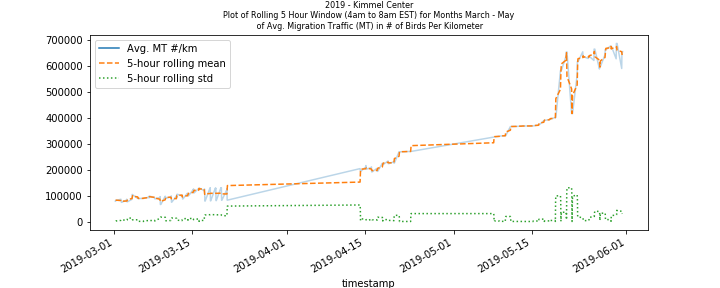 2019 - Kimmel Center
Plot of Rolling 5 Hour Window (4am to 8am EST) for Months March - May
of Avg. Migration Traffic (MT) in # of Birds Per Kilometer
700000
600000
500000
400000
300000
200000
100000
0
Avg. MT #/km
5-hour rolling mean
5-hour rolling std
2019-03-01
2019-03-15
2019-04-01
2019-04-15
2019-05-01
2019-05-15
2019-06-01
timestamp